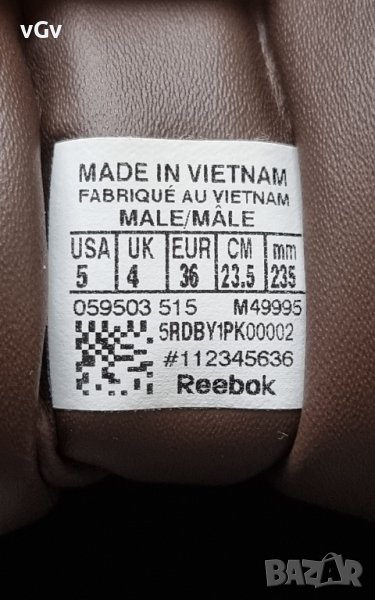 vGv
MADE IN VIETNAM
FABRIQUÉ AU VIETNAM
MALE/MÂLE
USA UK EUR CM mm
5 4 36 23.5 235
059503 515 M49995
5RDBY1PK00002
#112345636
Reebok
BAZAR